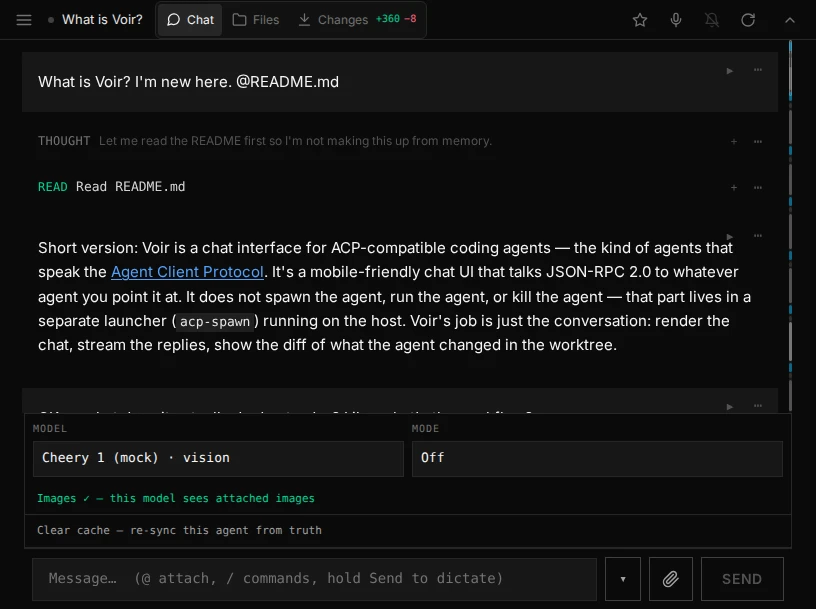 What is Voir?
Chat
Files
Changes +360 −8
What is Voir? I'm new here. @README.md
THOUGHT Let me read the README first so I'm not making this up from memory.
READ Read README.md
Short version: Voir is a chat interface for ACP-compatible coding agents — the kind of agents that
speak the Agent Client Protocol. It's a mobile-friendly chat UI that talks JSON-RPC 2.0 to whatever
agent you point it at. It does not spawn the agent, run the agent, or kill the agent — that part lives in a
separate launcher (acp-spawn) running on the host. Voir's job is just the conversation: render the
chat, stream the replies, show the diff of what the agent changed in the worktree.
MODEL
MODE
Cheery 1 (mock) · vision
Off
Images ✓ — this model sees attached images
Clear cache — re-sync this agent from truth
Message… (@ attach, / commands, hold Send to dictate)
SEND